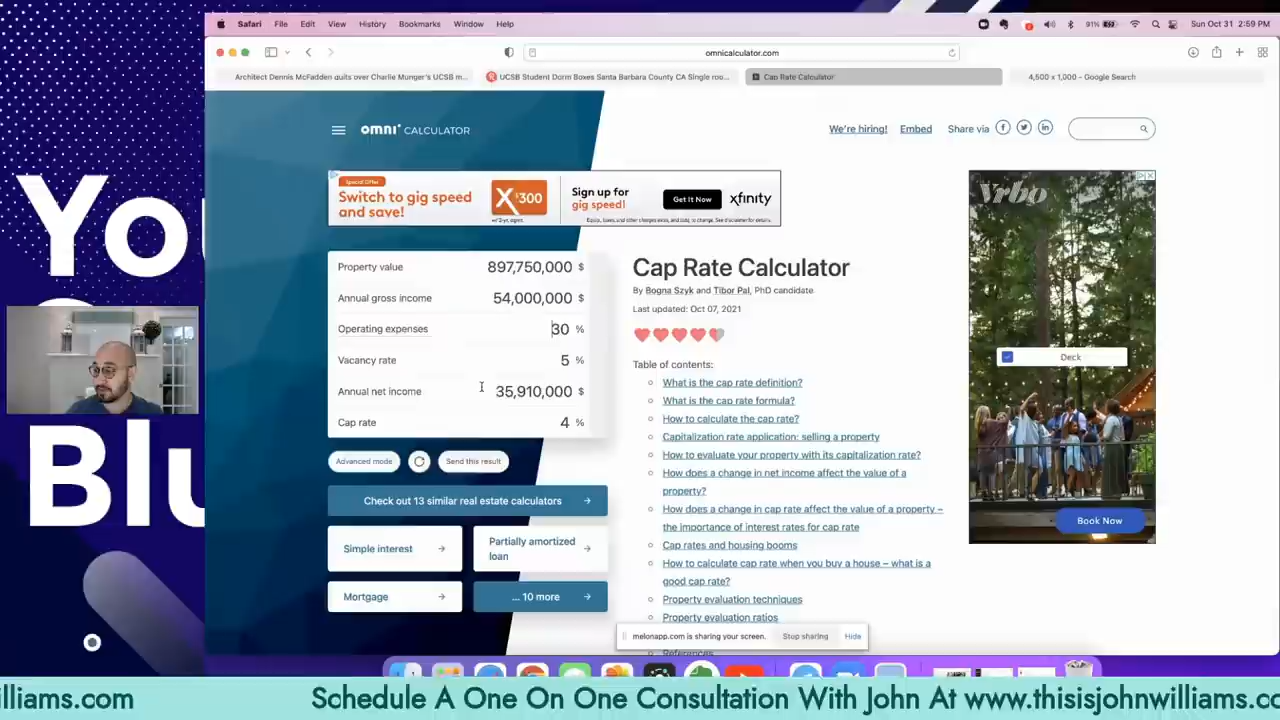 Safari File Edit View History Bookmarks Window Help
91% Sun Oct 31 2:59 PM
omnicalculator.com
Architect Dennis McFadden quits over Charlie Munger's UCSB m...
UCSB Student Dorm Boxes Santa Barbara County CA Single roo...
Cap Rate Calculator
4,500 x 1,000 - Google Search
omni CALCULATOR
We're hiring! Embed Share via
Special Offer
Switch to gig speed
and save!
X $300
Sign up for
gig speed!
Get It Now
xfinity
Vrbo
Property value 897,750,000 $
Annual gross income 54,000,000 $
Operating expenses 30 %
Vacancy rate 5 %
Annual net income 35,910,000 $
Cap rate 4 %
Advanced mode
Send this result
Check out 13 similar real estate calculators
Simple interest
Partially amortized
loan
Mortgage
... 10 more
Cap Rate Calculator
By Bogna Szyk and Tibor Pal, PhD candidate
Last updated: Oct 07, 2021
Table of contents:
What is the cap rate definition?
What is the cap rate formula?
How to calculate the cap rate?
Capitalization rate application: selling a property
How to evaluate your property with its capitalization rate?
How does a change in net income affect the value of a
property?
How does a change in cap rate affect the value of a property –
the importance of interest rates for cap rate
Cap rates and housing booms
How to calculate cap rate when you buy a house – what is a
good cap rate?
Property evaluation techniques
Property evaluation ratios
References
Deck
Book Now
melonapp.com is sharing your screen. Stop sharing Hide
You
Blu
illiams.com Schedule A One On One Consultation With John At www.thisisjohnwilliams.co